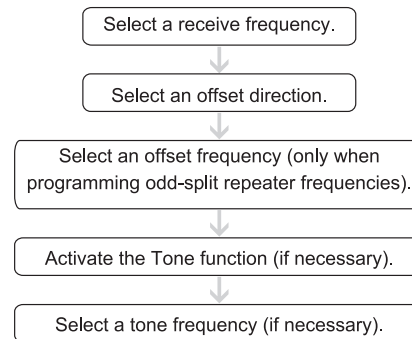 Select a receive frequency.
Select an offset direction.
Select an offset frequency (only when
programming odd-split repeater frequencies).
Activate the Tone function (if necessary).
Select a tone frequency (if necessary).